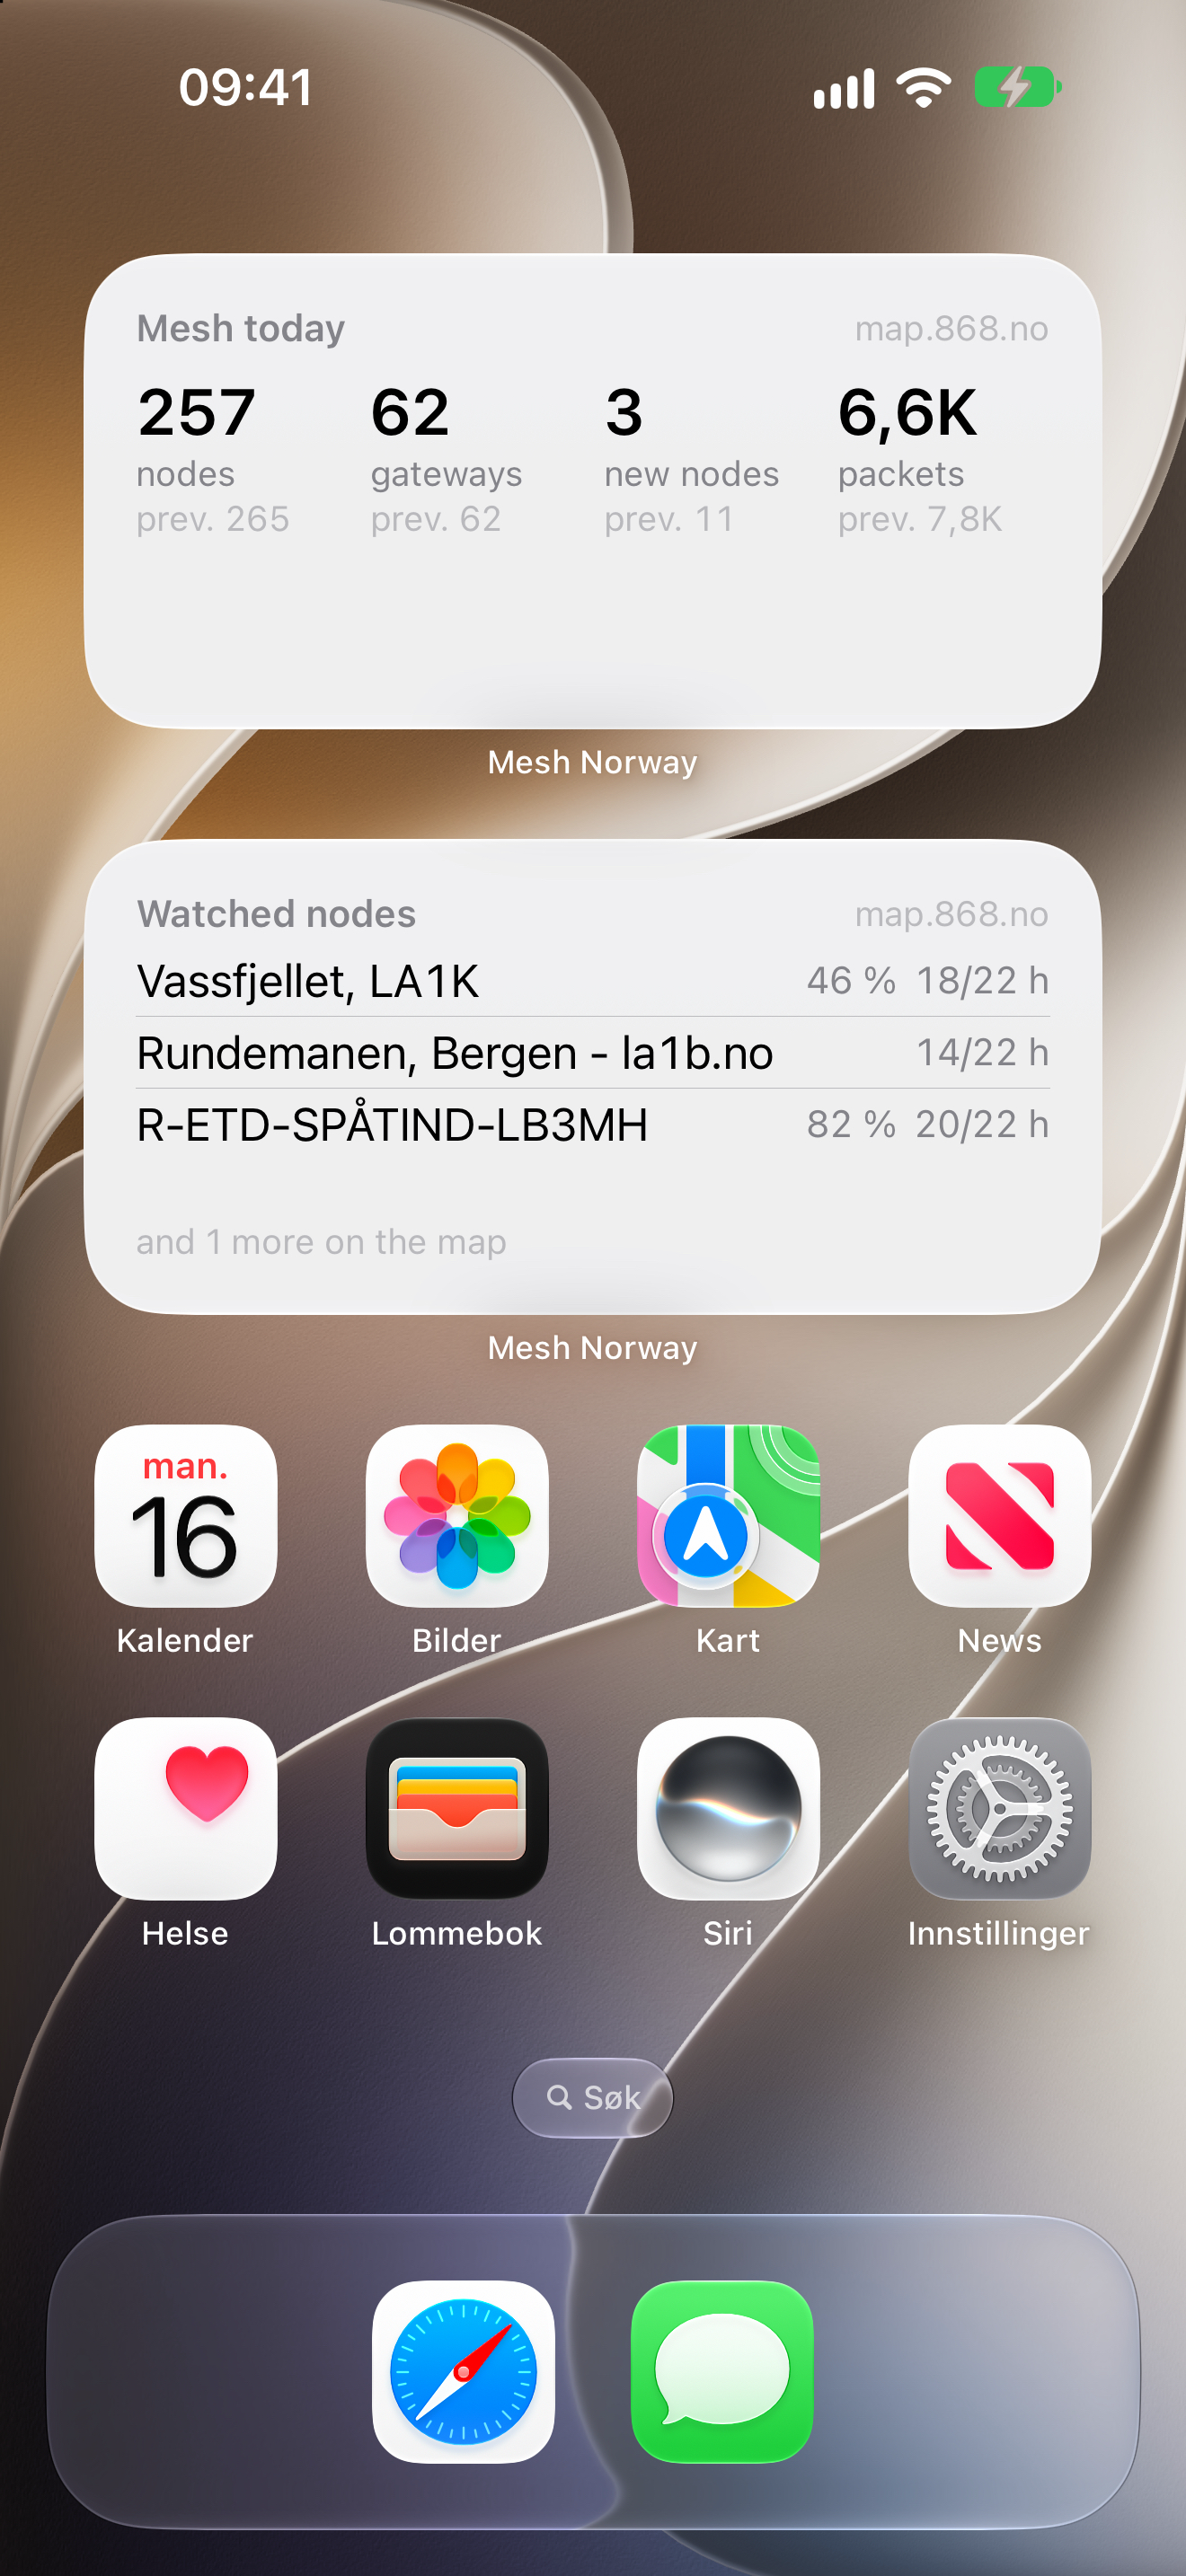 09:41
Mesh today map.868.no
257 62 3 6,6K
nodes gateways new nodes packets
prev. 265 prev. 62 prev. 11 prev. 7,8K
Mesh Norway
Watched nodes map.868.no
Vassfjellet, LA1K 46 % 18/22 h
Rundemanen, Bergen - la1b.no 14/22 h
R-ETD-SPÅTIND-LB3MH 82 % 20/22 h
and 1 more on the map
Mesh Norway
man.
16
Kalender Bilder Kart News
Helse Lommebok Siri Innstillinger
Søk